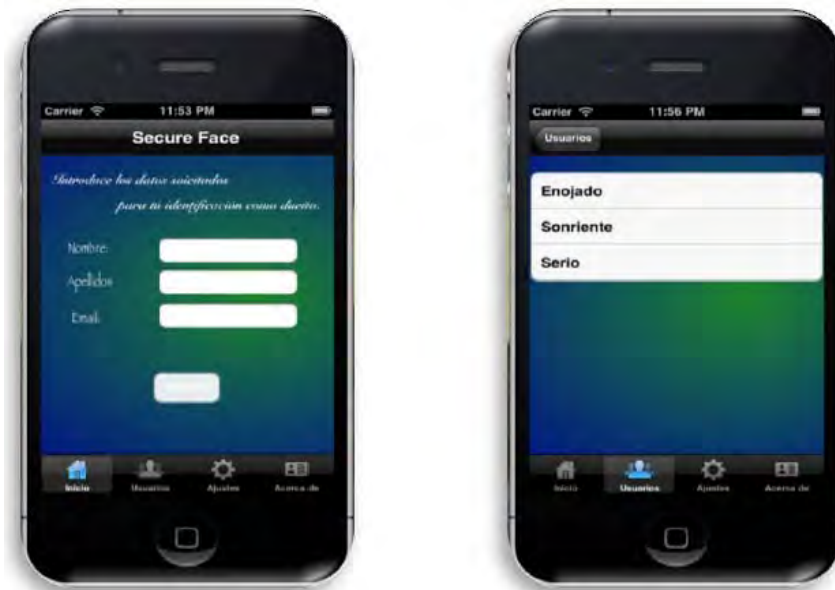 Carrier 11:53 PM
Secure Face
Introduce los datos solicitados
para tu identificación como dueño.
Nombre:
Apellidos
Email:
Inicio Usuarios Ajustes Acerca de
Carrier 11:56 PM
Usuarios
Enojado
Sonriente
Serio
Inicio Usuarios Ajustes Acerca de